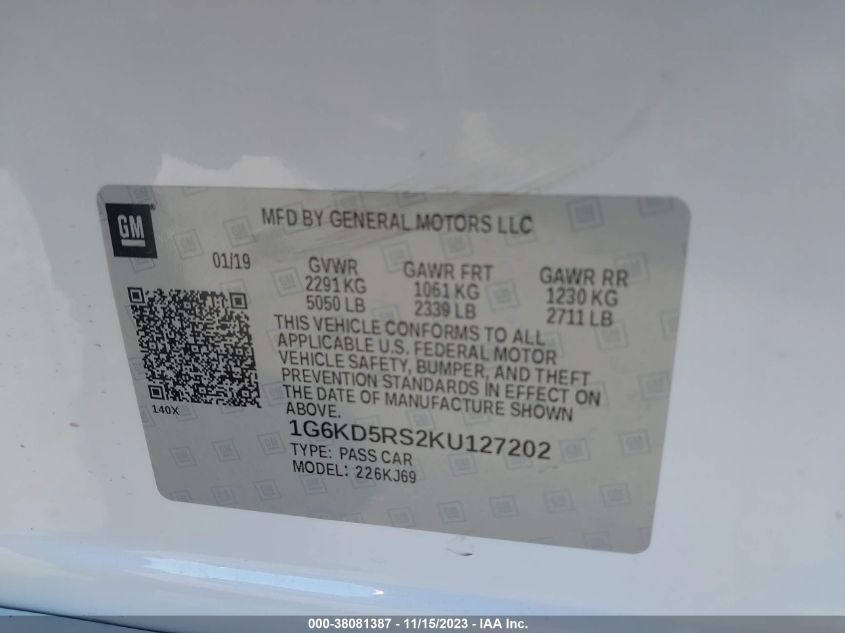 GM
MFD BY GENERAL MOTORS LLC
01/19
GVWR GAWR FRT GAWR RR
2291 KG 1061 KG 1230 KG
5050 LB 2339 LB 2711 LB
THIS VEHICLE CONFORMS TO ALL
APPLICABLE U.S. FEDERAL MOTOR
VEHICLE SAFETY, BUMPER, AND THEFT
PREVENTION STANDARDS IN EFFECT ON
THE DATE OF MANUFACTURE SHOWN
ABOVE.
140X
1G6KD5RS2KU127202
TYPE: PASS CAR
MODEL: 226KJ69
000-38081387 - 11/15/2023 - IAA Inc.